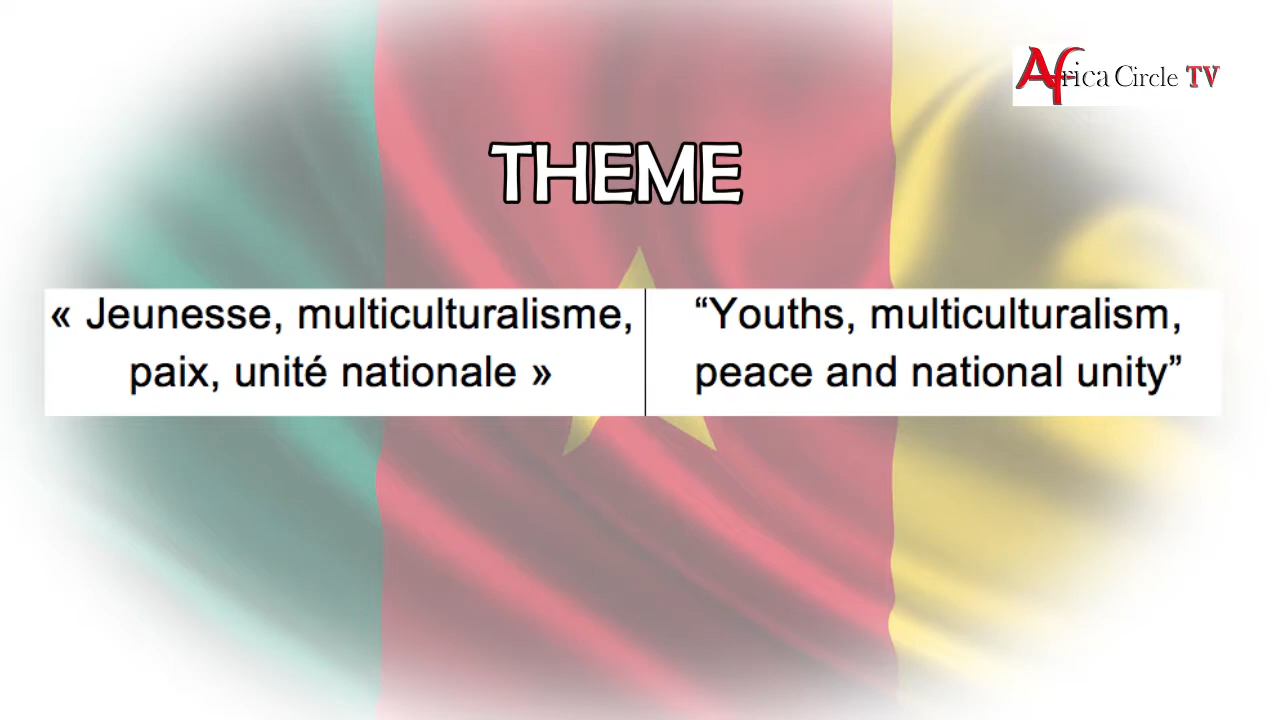 Africa Circle TV
THEME
« Jeunesse, multiculturalisme,
paix, unité nationale »
“Youths, multiculturalism,
peace and national unity”